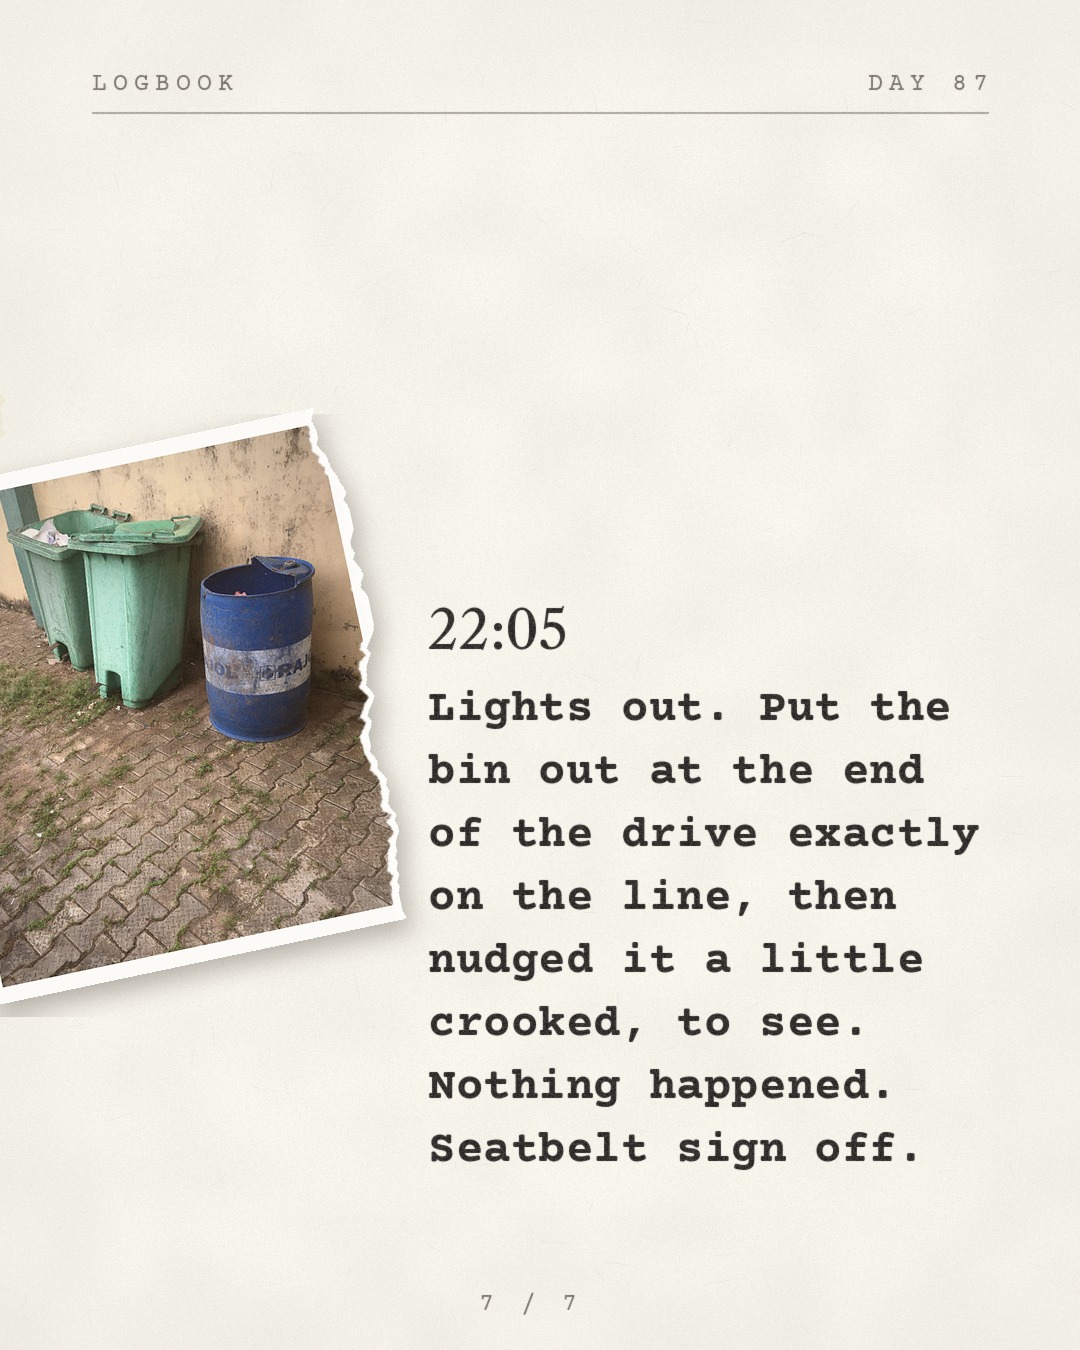 LOGBOOK DAY 87
22:05
Lights out. Put the
bin out at the end
of the drive exactly
on the line, then
nudged it a little
crooked, to see.
Nothing happened.
Seatbelt sign off.
7 / 7